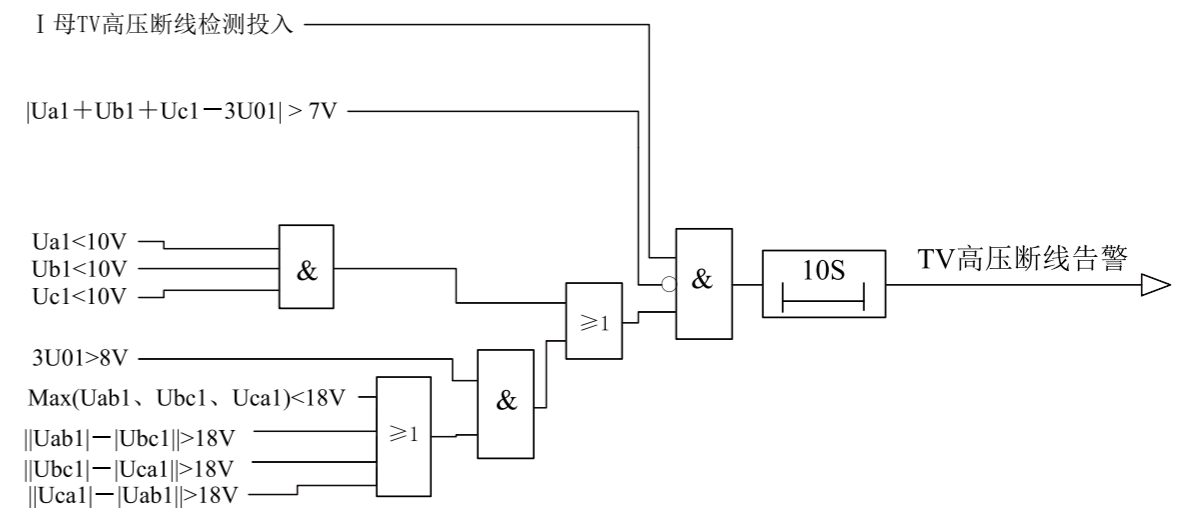 Ⅰ母TV高压断线检测投入
|Ua1＋Ub1＋Uc1－3U01| > 7V
Ua1<10V
Ub1<10V
Uc1<10V
&
&
10S
TV高压断线告警
≥1
3U01>8V
Max(Uab1、Ubc1、Uca1)<18V
&
||Uab1|－|Ubc1||>18V
≥1
||Ubc1|－|Uca1||>18V
||Uca1|－|Uab1||>18V